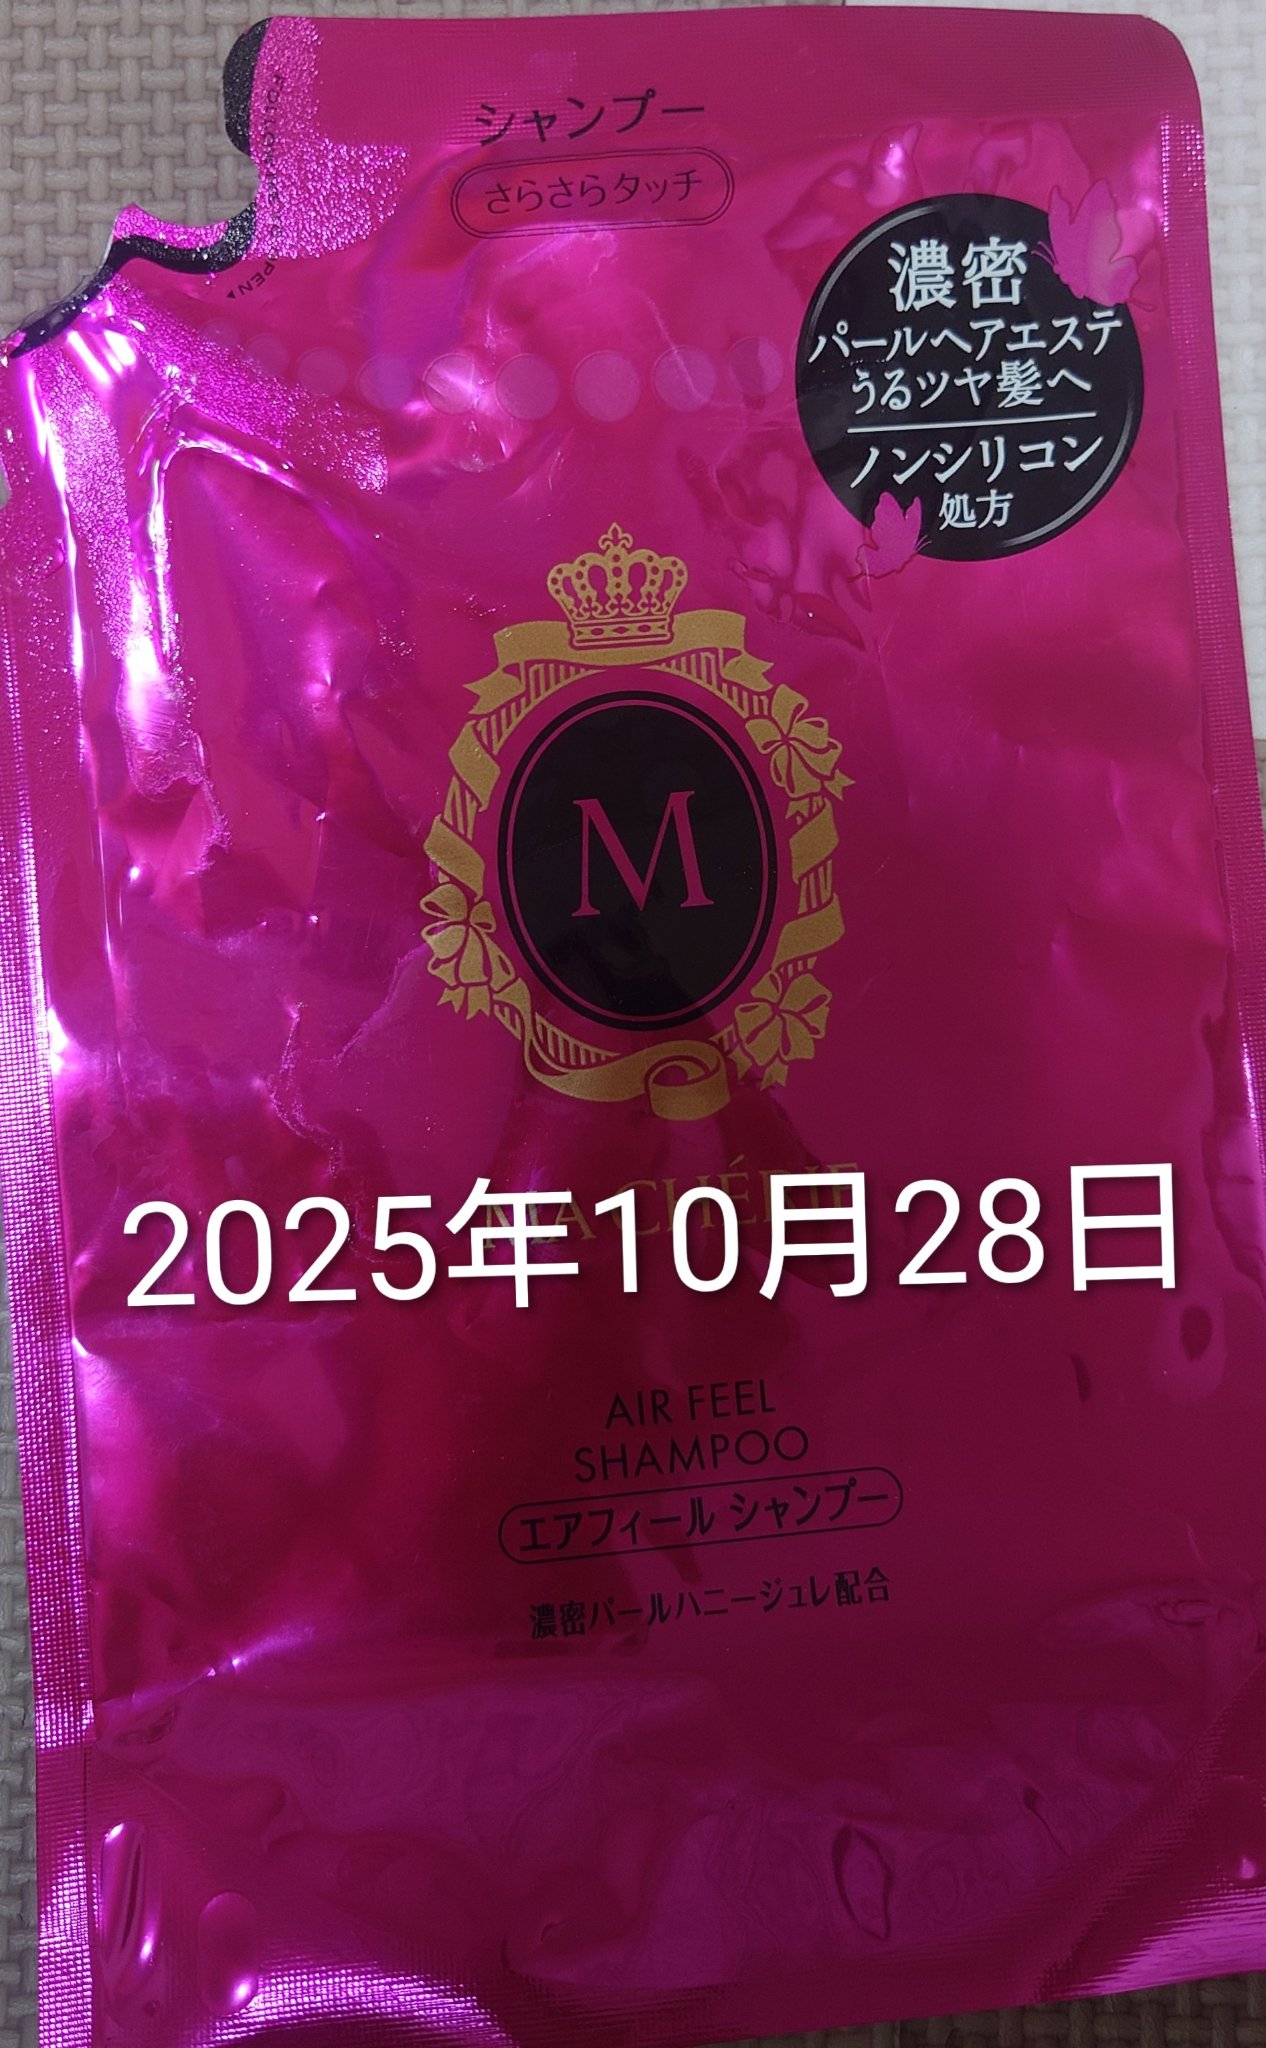 シャンプー
さらさらタッチ
濃密
パールヘアエステ
うるツヤ髪へ
ノンシリコン
処方
M
MA CHÉRIE
2025年10月28日
AIR FEEL
SHAMPOO
エアフィール シャンプー
濃密パールハニージュレ配合